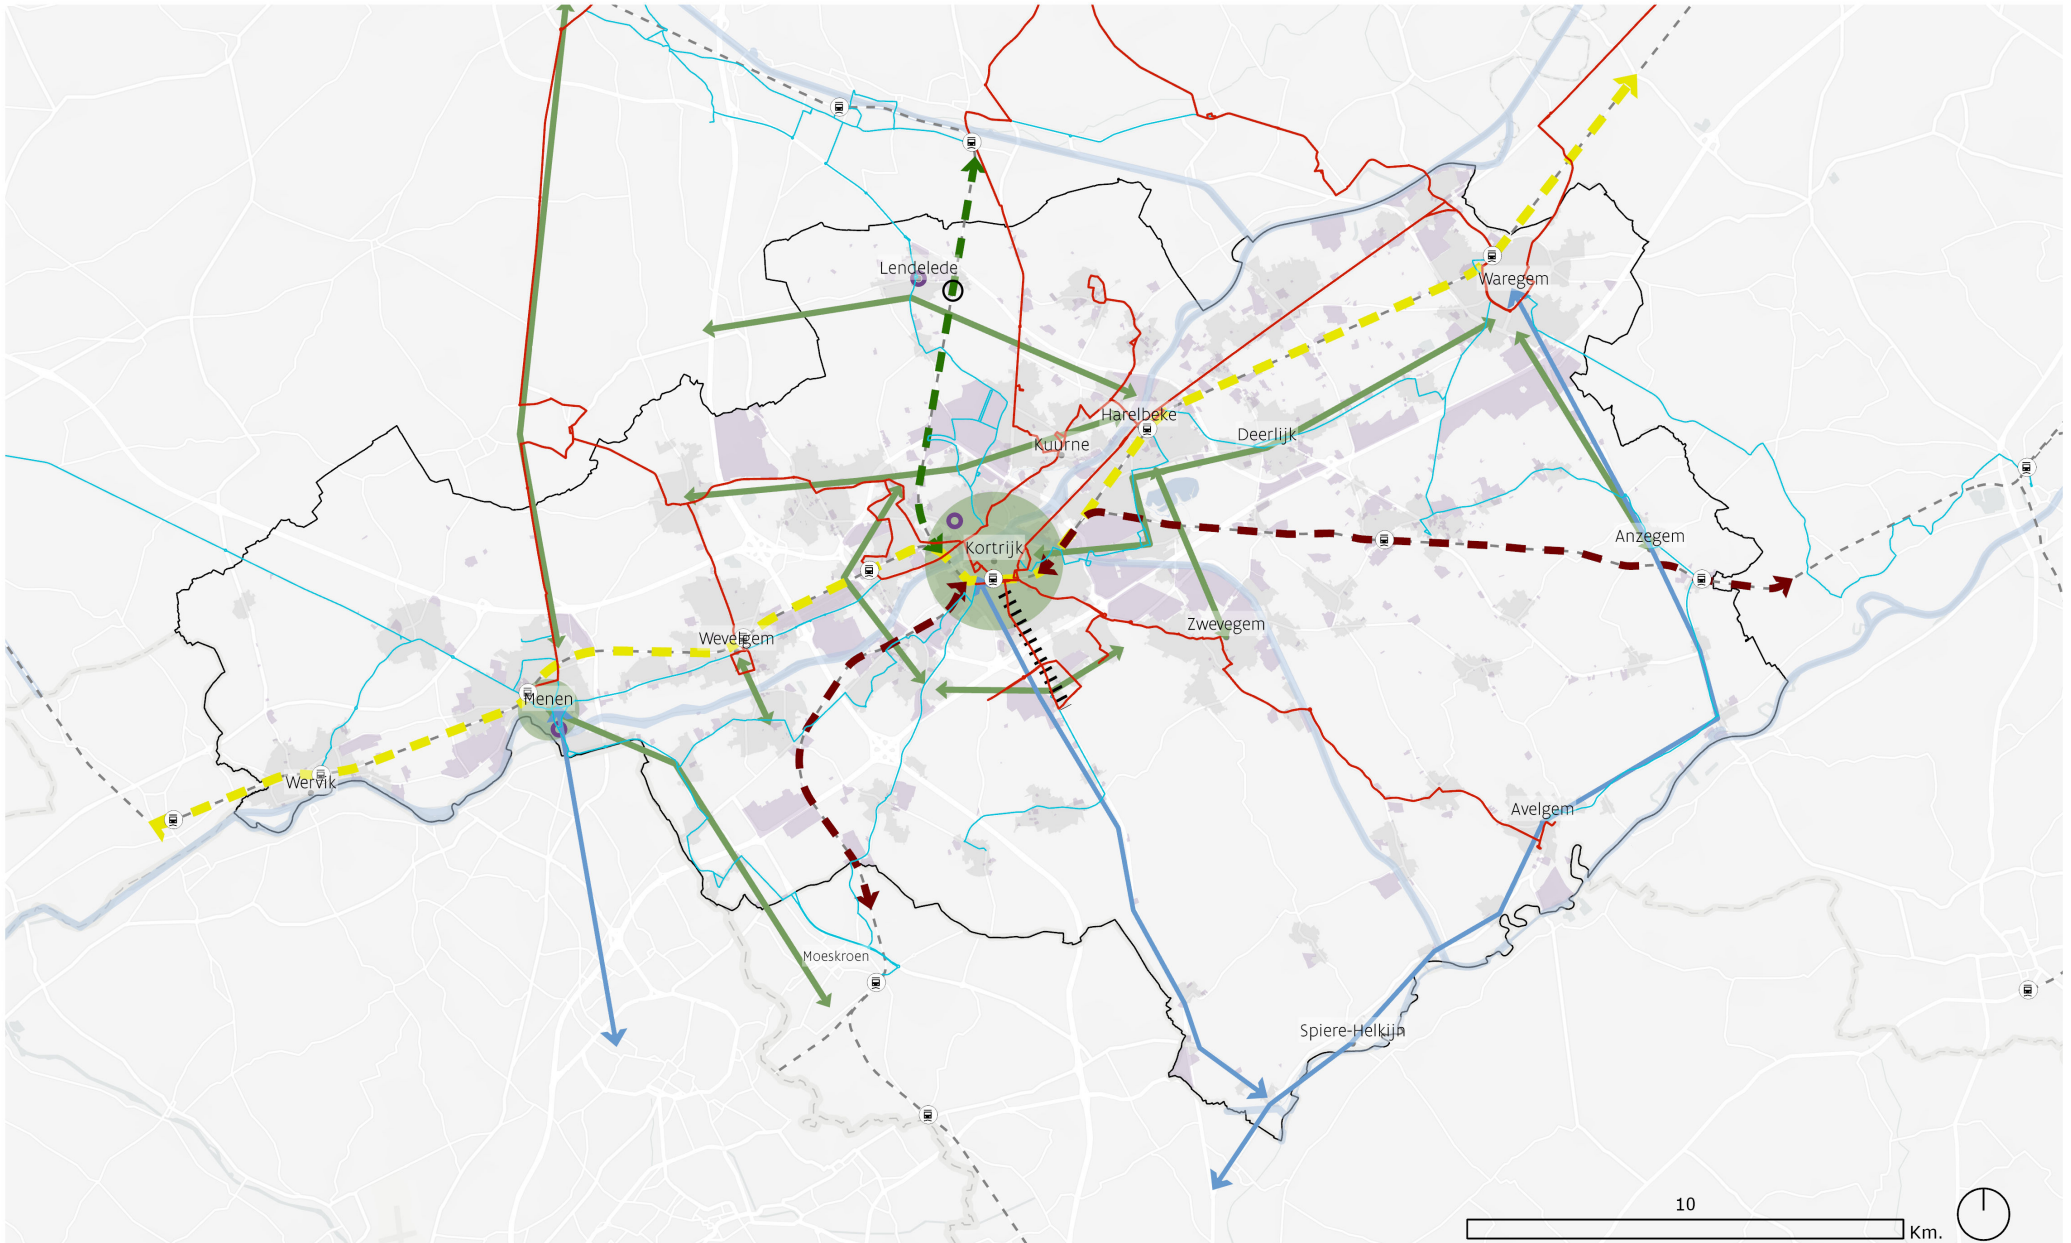 Lendelede
Waregem
Harelbeke
Kuurne
Deerlijk
Anzegem
Kortrijk
Zwevegem
Wevelgem
Menen
Wervik
Avelgem
Moeskroen
Spiere-Helkijn
10
Km.